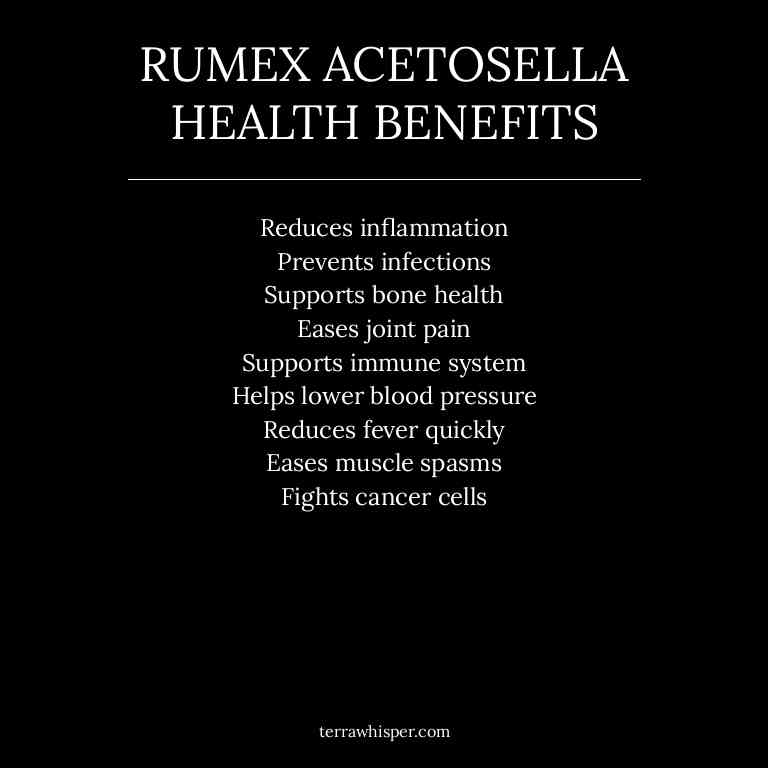 RUMEX ACETOSELLA
HEALTH BENEFITS
Reduces inflammation
Prevents infections
Supports bone health
Eases joint pain
Supports immune system
Helps lower blood pressure
Reduces fever quickly
Eases muscle spasms
Fights cancer cells
terrawhisper.com